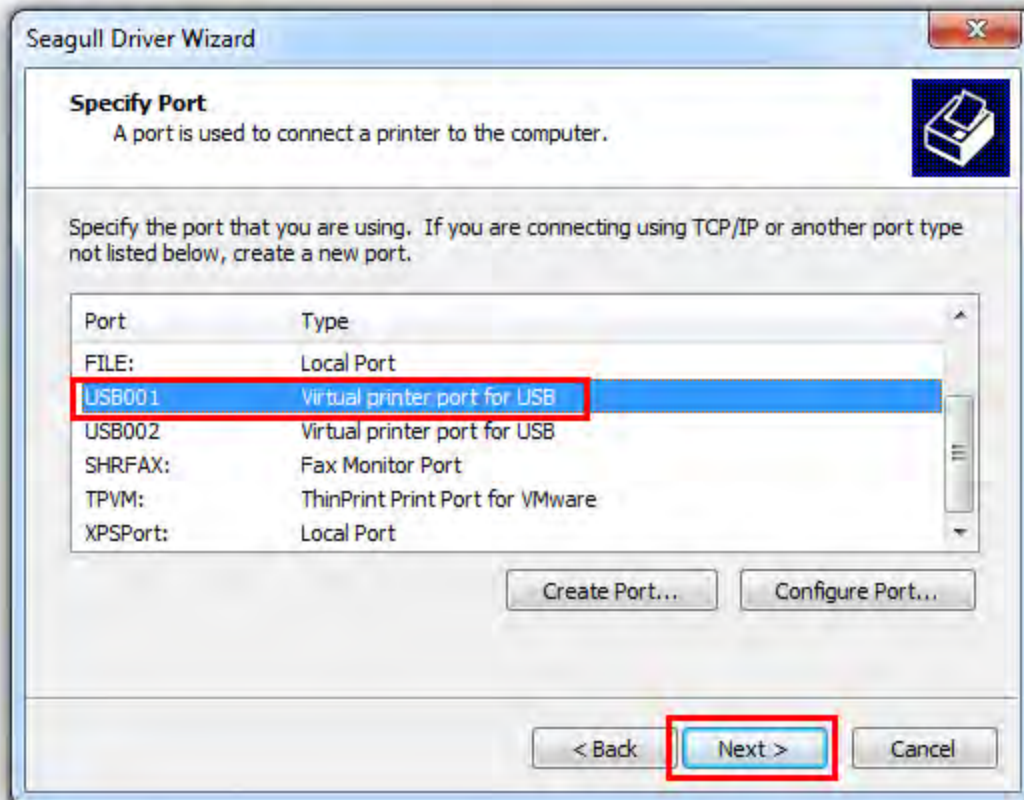 Seagull Driver Wizard
Specify Port
A port is used to connect a printer to the computer.
Specify the port that you are using. If you are connecting using TCP/IP or another port type
not listed below, create a new port.
Port Type
FILE: Local Port
USB001 Virtual printer port for USB
USB002 Virtual printer port for USB
SHRFAX: Fax Monitor Port
TPVM: ThinPrint Print Port for VMware
XPSPort: Local Port
Create Port... Configure Port...
< Back Next > Cancel